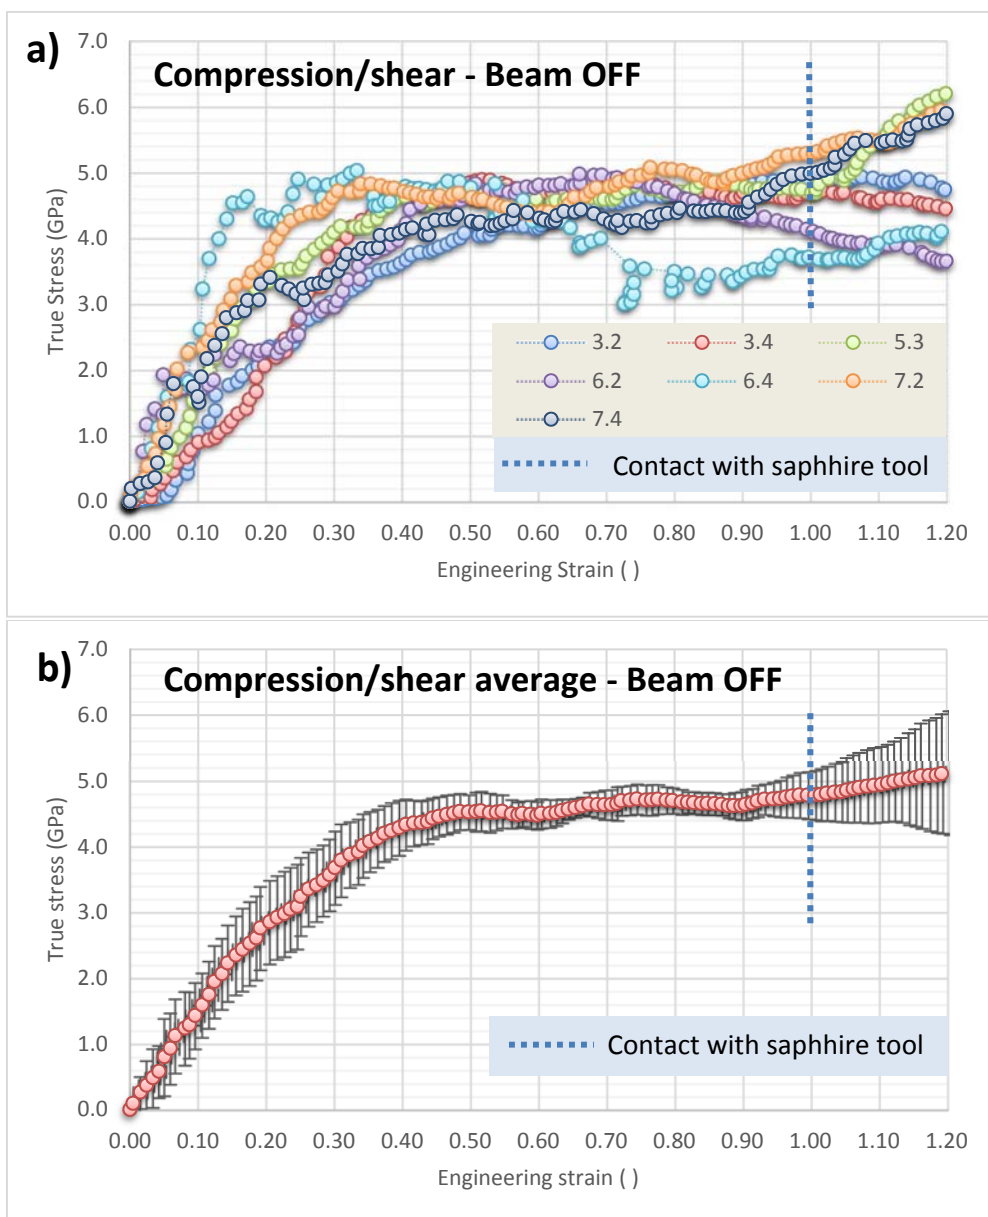 a)
Compression/shear - Beam OFF
7.0
6.0
5.0
4.0
3.0
2.0
1.0
0.0
True Stress (GPa)
3.2 3.4 5.3
6.2 6.4 7.2
7.4
Contact with saphhire tool
0.00 0.10 0.20 0.30 0.40 0.50 0.60 0.70 0.80 0.90 1.00 1.10 1.20
Engineering Strain ( )
b)
Compression/shear average - Beam OFF
7.0
6.0
5.0
4.0
3.0
2.0
1.0
0.0
True stress (GPa)
Contact with saphhire tool
0.00 0.10 0.20 0.30 0.40 0.50 0.60 0.70 0.80 0.90 1.00 1.10 1.20
Engineering strain ( )